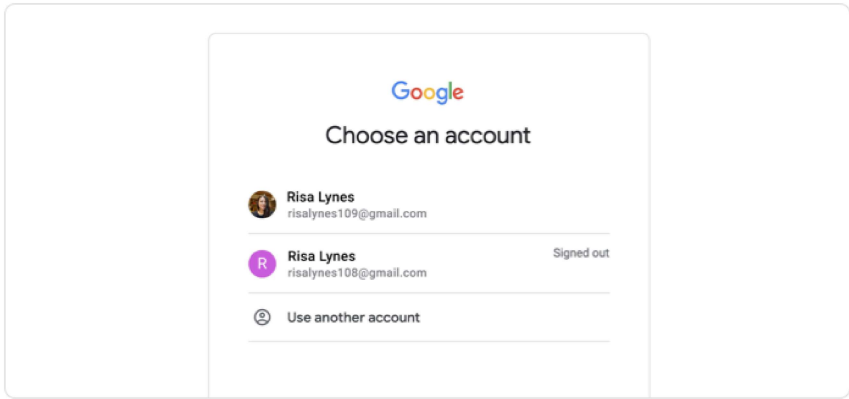 Google
Choose an account
Risa Lynes
risalynes109@gmail.com
R
Risa Lynes
risalynes108@gmail.com
Signed out
Use another account